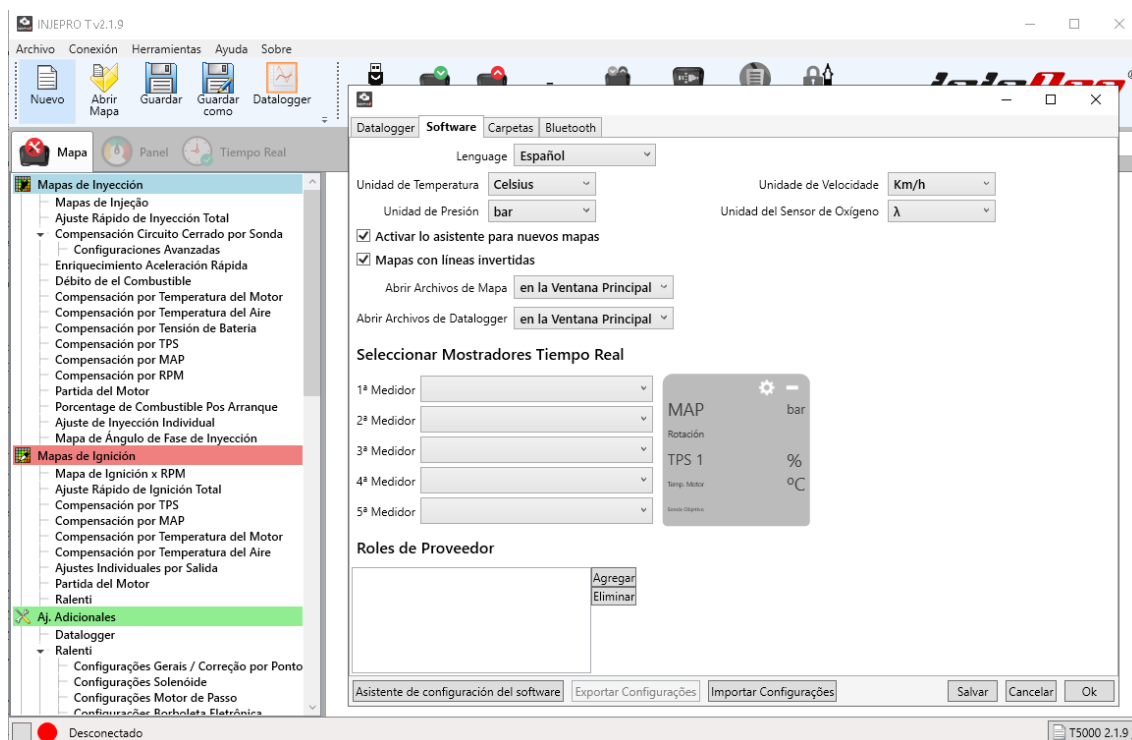 INJEPRO T v2.1.9
Archivo Conexión Herramientas Ayuda Sobre
Nuevo
Abrir Mapa
Guardar
Guardar como
Datalogger
Mapa Panel Tiempo Real
Mapas de Inyección
Mapas de Injeção
Ajuste Rápido de Inyección Total
Compensación Circuito Cerrado por Sonda
Configuraciones Avanzadas
Enriquecimiento Aceleración Rápida
Débito de el Combustible
Compensación por Temperatura del Motor
Compensación por Temperatura del Aire
Compensación por Tensión de Bateria
Compensación por TPS
Compensación por MAP
Compensación por RPM
Partida del Motor
Porcentage de Combustible Pos Arranque
Ajuste de Inyección Individual
Mapa de Ángulo de Fase de Inyección
Mapas de Ignición
Mapa de Ignición x RPM
Ajuste Rápido de Ignición Total
Compensación por TPS
Compensación por MAP
Compensación por Temperatura del Motor
Compensación por Temperatura del Aire
Ajustes Individuales por Salida
Partida del Motor
Ralenti
Aj. Adicionales
Datalogger
Ralenti
Configurações Gerais / Correção por Ponto
Configurações Solenóide
Configurações Motor de Passo
Configurações Borboleta Eletrônica
Datalogger Software Carpetas Bluetooth
Lenguage Español
Unidad de Temperatura Celsius Unidade de Velocidade Km/h
Unidad de Presión bar Unidad del Sensor de Oxígeno λ
Activar lo asistente para nuevos mapas
Mapas con líneas invertidas
Abrir Archivos de Mapa en la Ventana Principal
Abrir Archivos de Datalogger en la Ventana Principal
Seleccionar Mostradores Tiempo Real
1ª Medidor
2ª Medidor
3ª Medidor
4ª Medidor
5ª Medidor
MAP bar
Rotación
TPS 1 %
Temp. Motor ºC
Sonda Objetivo
Roles de Proveedor
Agregar
Eliminar
Asistente de configuración del software Exportar Configurações Importar Configurações Salvar Cancelar Ok
Desconectado T5000 2.1.9